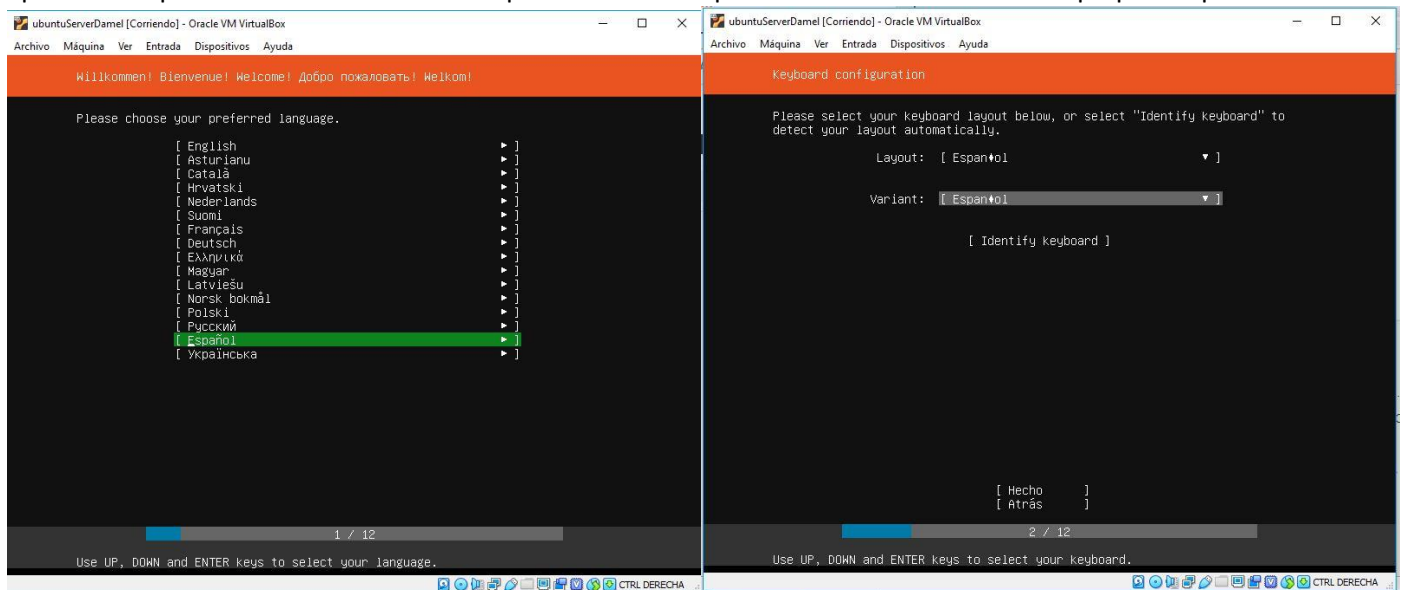 ubuntuServerDamel [Corriendo] - Oracle VM VirtualBox
Archivo Máquina Ver Entrada Dispositivos Ayuda
Willkommen! Bienvenue! Welcome! Добро пожаловать! Welkom!
Please choose your preferred language.
[ English ► ]
[ Asturianu ► ]
[ Català ► ]
[ Hrvatski ► ]
[ Nederlands ► ]
[ Suomi ► ]
[ Français ► ]
[ Deutsch ► ]
[ Ελληνικά ► ]
[ Magyar ► ]
[ Latviešu ► ]
[ Norsk bokmål ► ]
[ Polski ► ]
[ Русский ► ]
[ Español ► ]
[ Українська ► ]
1 / 12
Use UP, DOWN and ENTER keys to select your language.
CTRL DERECHA
ubuntuServerDamel [Corriendo] - Oracle VM VirtualBox
Archivo Máquina Ver Entrada Dispositivos Ayuda
Keyboard configuration
Please select your keyboard layout below, or select "Identify keyboard" to
detect your layout automatically.
Layout: [ Espan♦ol ▼ ]
Variant: [ Espan♦ol ▼ ]
[ Identify keyboard ]
[ Hecho ]
[ Atrás ]
2 / 12
Use UP, DOWN and ENTER keys to select your keyboard.
CTRL DERECHA